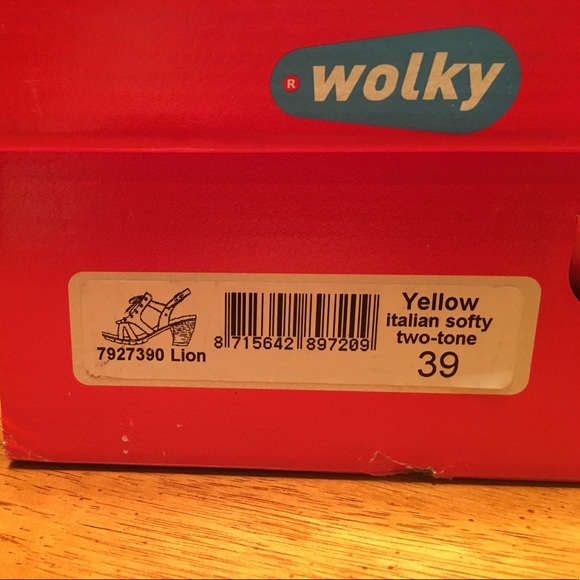 ® wolky
7927390 Lion
8 715642 897209
Yellow
italian softy
two-tone
39